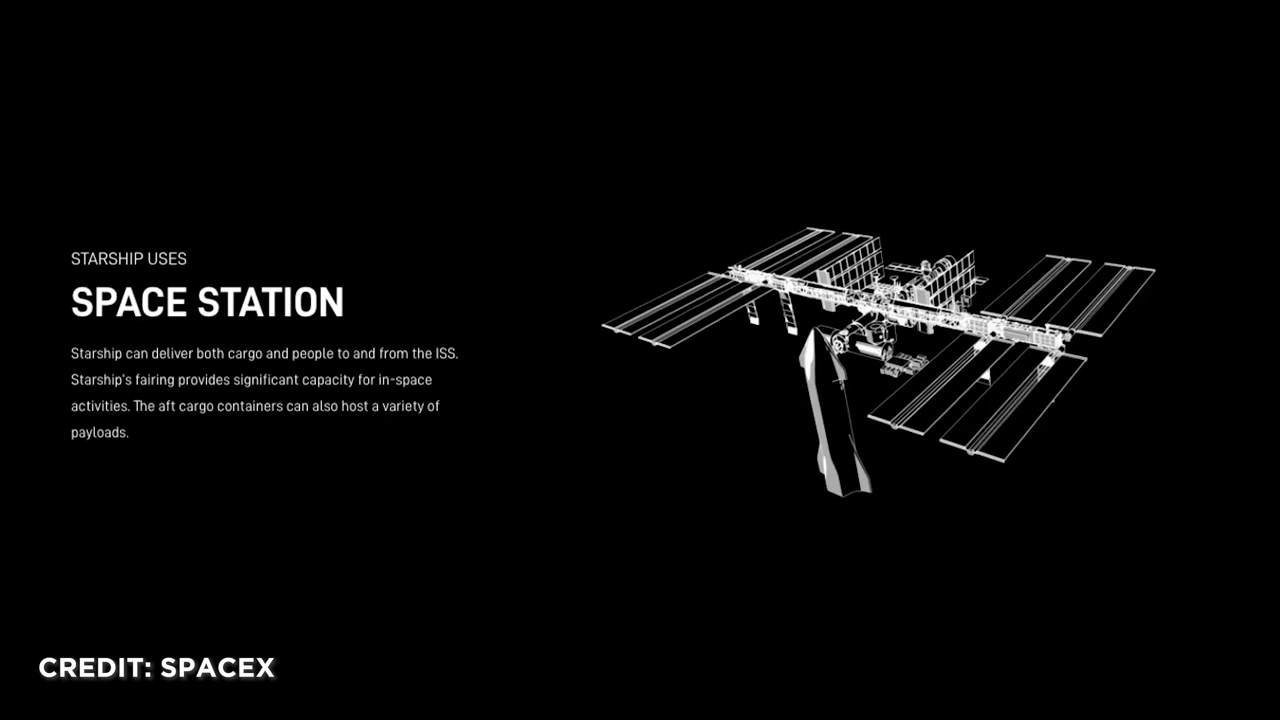 STARSHIP USES
SPACE STATION
Starship can deliver both cargo and people to and from the ISS.
Starship's fairing provides significant capacity for in-space
activities. The aft cargo containers can also host a variety of
payloads.
CREDIT: SPACEX